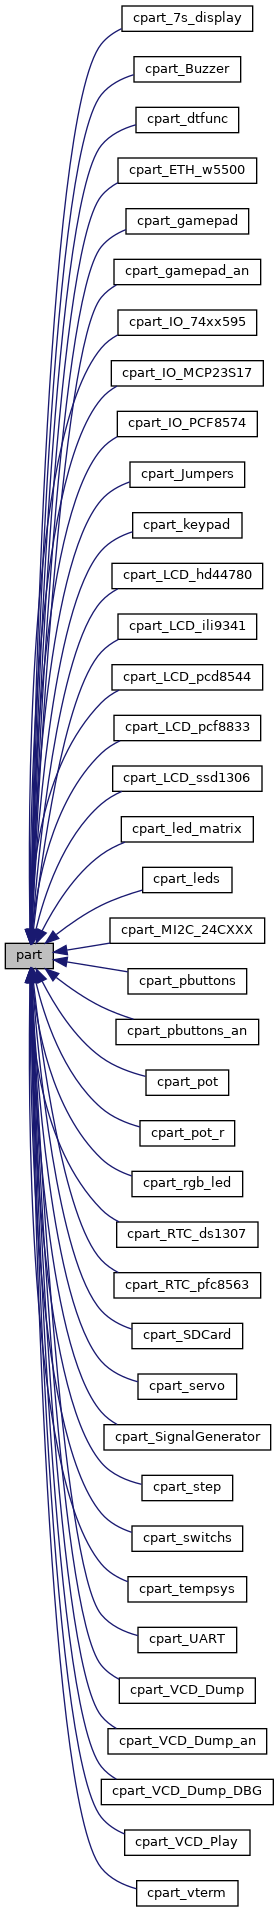 cpart_7s_display
cpart_Buzzer
cpart_dtfunc
cpart_ETH_w5500
cpart_gamepad
cpart_gamepad_an
cpart_IO_74xx595
cpart_IO_MCP23S17
cpart_IO_PCF8574
cpart_Jumpers
cpart_keypad
cpart_LCD_hd44780
cpart_LCD_ili9341
cpart_LCD_pcd8544
cpart_LCD_pcf8833
cpart_LCD_ssd1306
cpart_led_matrix
cpart_leds
cpart_MI2C_24CXXX
part
cpart_pbuttons
cpart_pbuttons_an
cpart_pot
cpart_pot_r
cpart_rgb_led
cpart_RTC_ds1307
cpart_RTC_pfc8563
cpart_SDCard
cpart_servo
cpart_SignalGenerator
cpart_step
cpart_switchs
cpart_tempsys
cpart_UART
cpart_VCD_Dump
cpart_VCD_Dump_an
cpart_VCD_Dump_DBG
cpart_VCD_Play
cpart_vterm